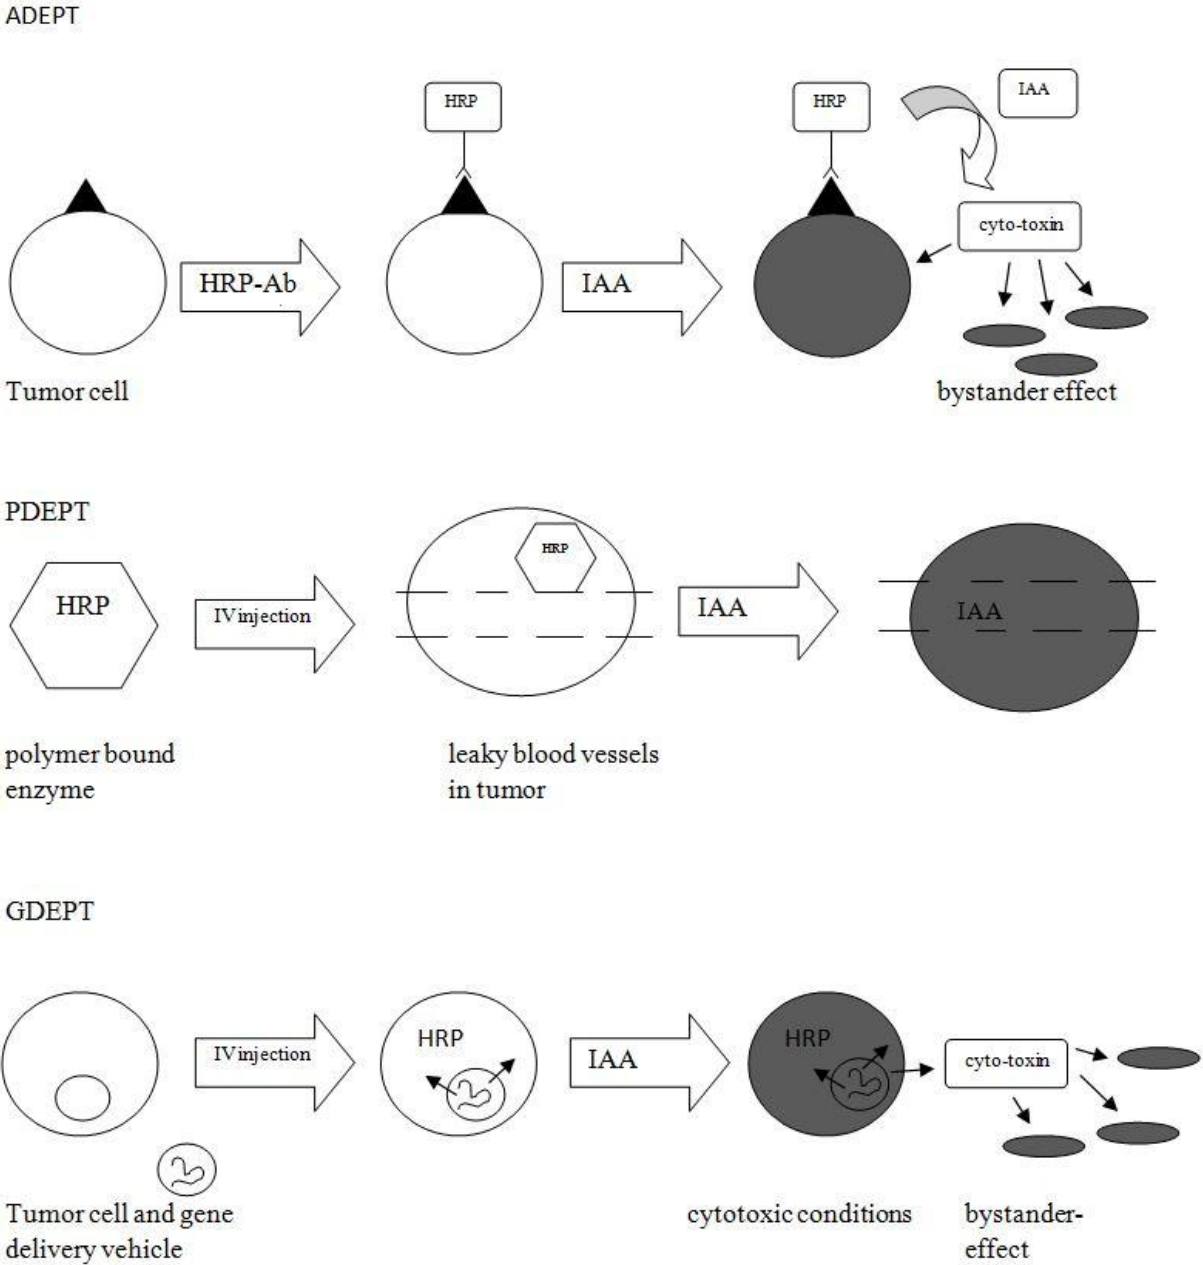 ADEPT
HRP
HRP
IAA
cyto-toxin
HRP-Ab
IAA
Tumor cell
bystander effect
PDEPT
HRP
IV injection
HRP
IAA
IAA
polymer bound
enzyme
leaky blood vessels
in tumor
GDEPT
IV injection
HRP
IAA
HRP
cyto-toxin
Tumor cell and gene
delivery vehicle
cytotoxic conditions
bystander-
effect